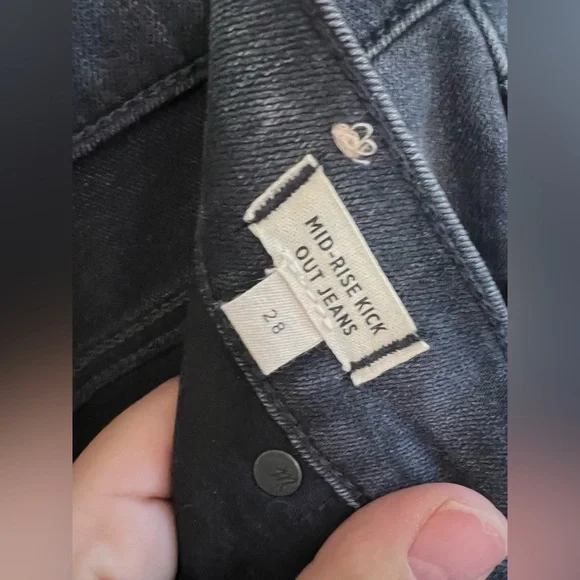 MID-RISE KICK
OUT JEANS
28
M